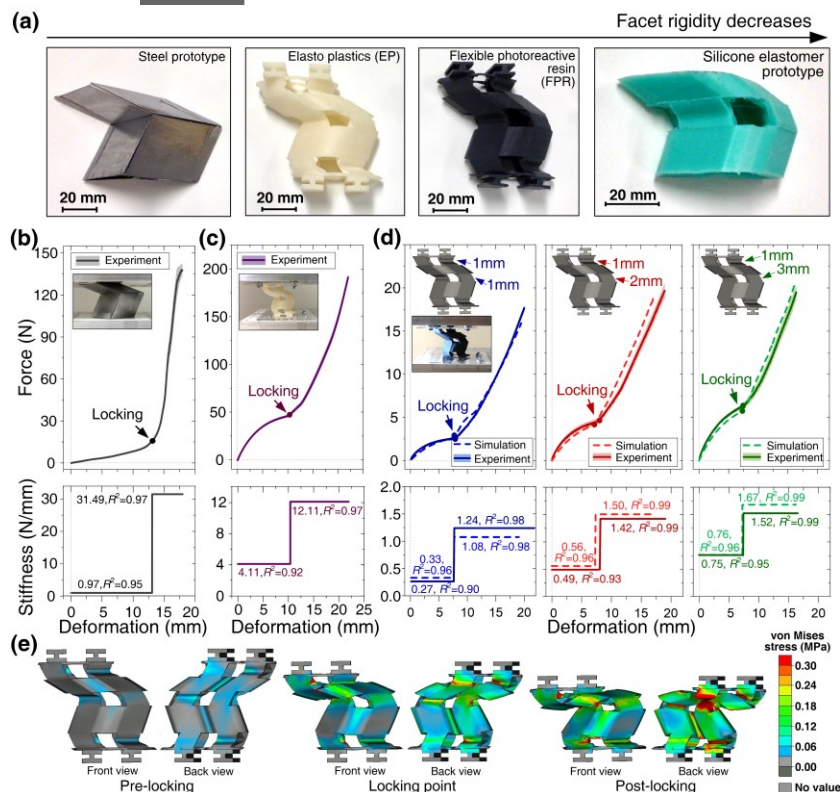 (a)
Facet rigidity decreases
Steel prototype
20 mm
Elasto plastics (EP)
20 mm
Flexible photoreactive
resin
(FPR)
20 mm
Silicone elastomer
prototype
20 mm
(b)
Force (N)
150
120
90
60
30
0
Experiment
Locking
Stiffness (N/mm)
30
20
10
0
31.49, R²=0.97
0.97, R²=0.95
0 5 10 15 20
Deformation (mm)
(c)
200
150
100
50
0
Experiment
Locking
12
8
4
0
12.11, R²=0.97
4.11, R²=0.92
0 5 10 15 20 25
Deformation (mm)
(d)
20
15
10
5
0
1mm
1mm
Locking
Simulation
Experiment
2.0
1.5
1.0
0.5
0.0
1.24, R²=0.98
1.08, R²=0.98
0.33,
R²=0.96
0.27, R²=0.90
0 5 10 15 20
Deformation (mm)
1mm
2mm
Locking
Simulation
Experiment
1.50, R²=0.99
1.42, R²=0.99
0.56,
R²=0.96
0.49, R²=0.93
0 5 10 15 20
Deformation (mm)
1mm
3mm
Locking
Simulation
Experiment
1.67, R²=0.99
1.52, R²=0.99
0.76,
R²=0.96
0.75, R²=0.95
0 5 10 15 20
Deformation (mm)
(e)
Front view
Back view
Pre-locking
Front view
Back view
Locking point
Front view
Back view
Post-locking
von Mises
stress (MPa)
0.30
0.24
0.18
0.12
0.06
0.00
No value